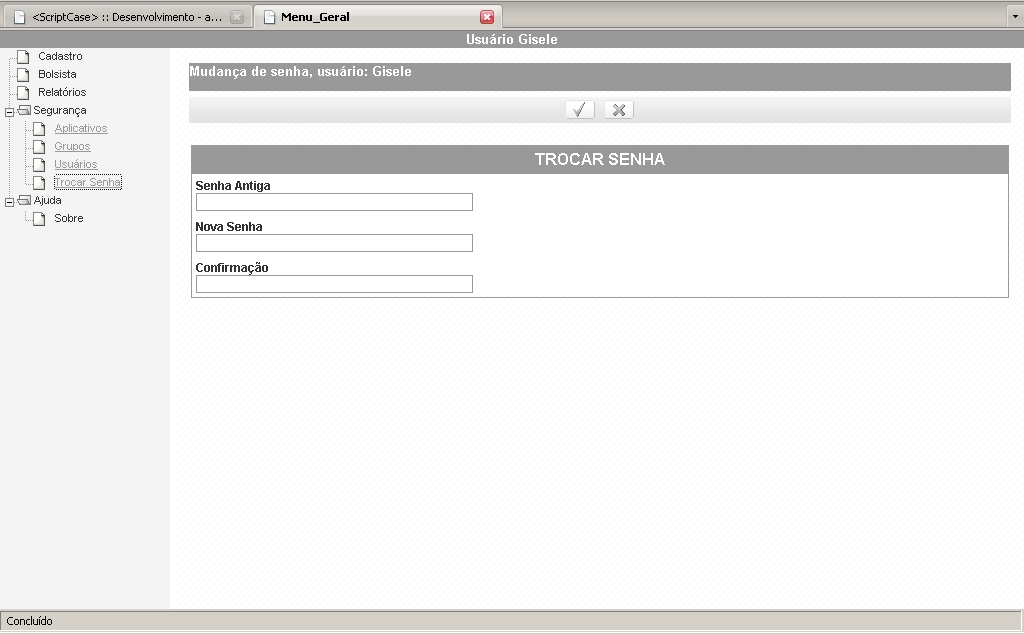 <ScriptCase> :: Desenvolvimento - a...
Menu_Geral
Usuário Gisele
Cadastro
Bolsista
Relatórios
Segurança
Aplicativos
Grupos
Usuários
Trocar Senha
Ajuda
Sobre
Mudança de senha, usuário: Gisele
TROCAR SENHA
Senha Antiga
Nova Senha
Confirmação
Concluído